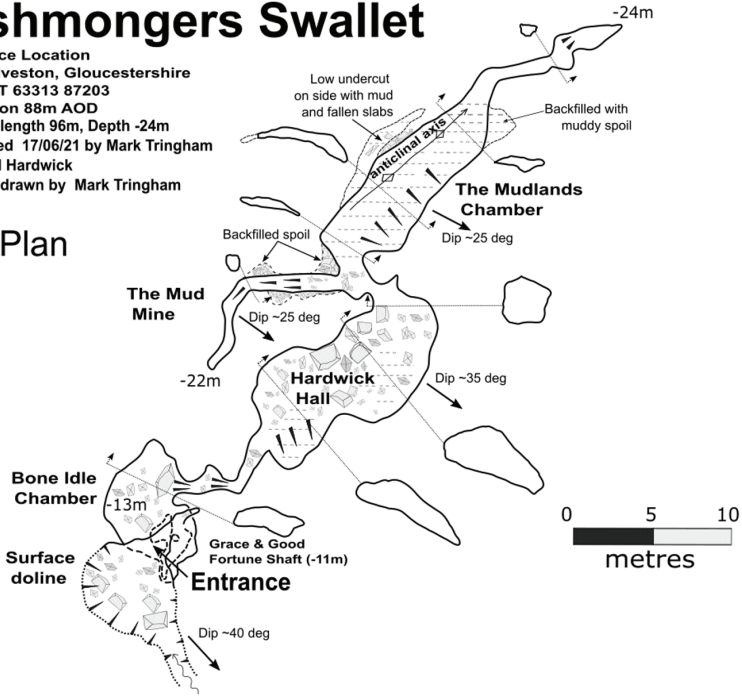 shmongers Swallet
ce Location
lveston, Gloucestershire
T 63313 87203
on 88m AOD
length 96m, Depth -24m
ed 17/06/21 by Mark Tringham
l Hardwick
drawn by Mark Tringham
Plan
-24m
Low undercut
on side with mud
and fallen slabs
anticlinal axis
Backfilled with
muddy spoil
The Mudlands
Chamber
Dip ~25 deg
Backfilled spoil
The Mud
Mine
Dip ~25 deg
-22m
Hardwick
Hall
Dip ~35 deg
Bone Idle
Chamber
-13m
Surface
doline
Grace & Good
Fortune Shaft (-11m)
Entrance
Dip ~40 deg
0 5 10
metres